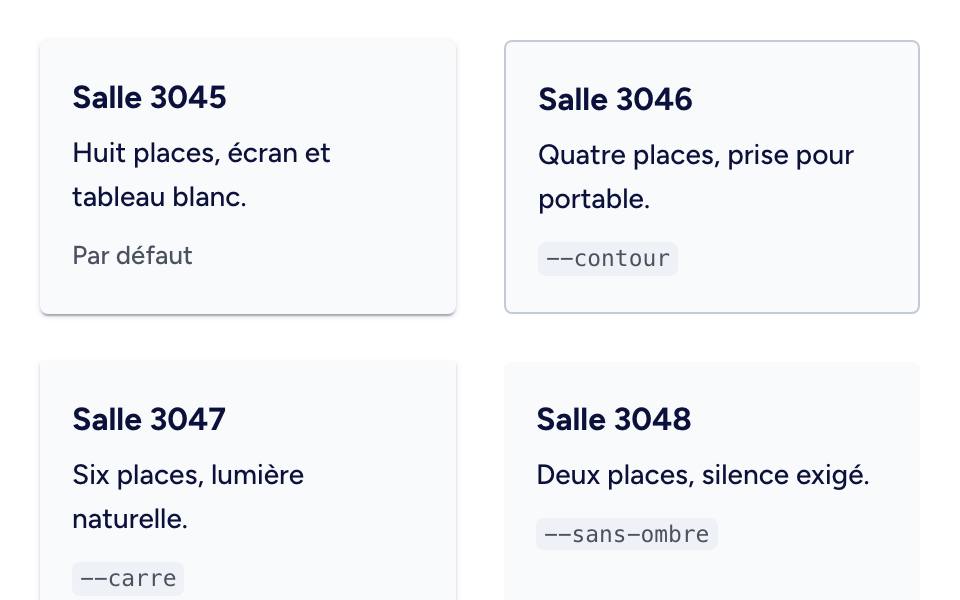 Salle 3045
Huit places, écran et
tableau blanc.
Par défaut
Salle 3046
Quatre places, prise pour
portable.
--contour
Salle 3047
Six places, lumière
naturelle.
--carre
Salle 3048
Deux places, silence exigé.
--sans-ombre